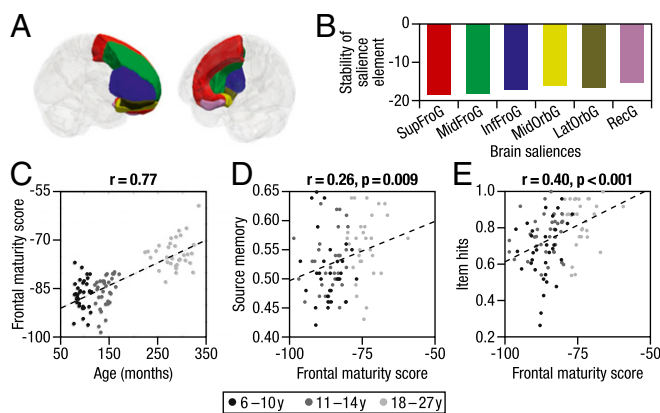 A
B
Stability of
salience
element
0
-10
-20
SupFroG
MidFroG
InfFroG
MidOrbG
LatOrbG
RecG
Brain saliences
C
r = 0.77
Frontal maturity score
-55
-70
-85
-100
50
150
250
350
Age (months)
D
r = 0.26, p = 0.009
Source memory
0.65
0.60
0.55
0.50
0.45
0.40
-100
-75
-50
Frontal maturity score
E
r = 0.40, p < 0.001
Item hits
1.0
0.8
0.6
0.4
0.2
-100
-75
-50
Frontal maturity score
6–10y 11–14y 18–27y